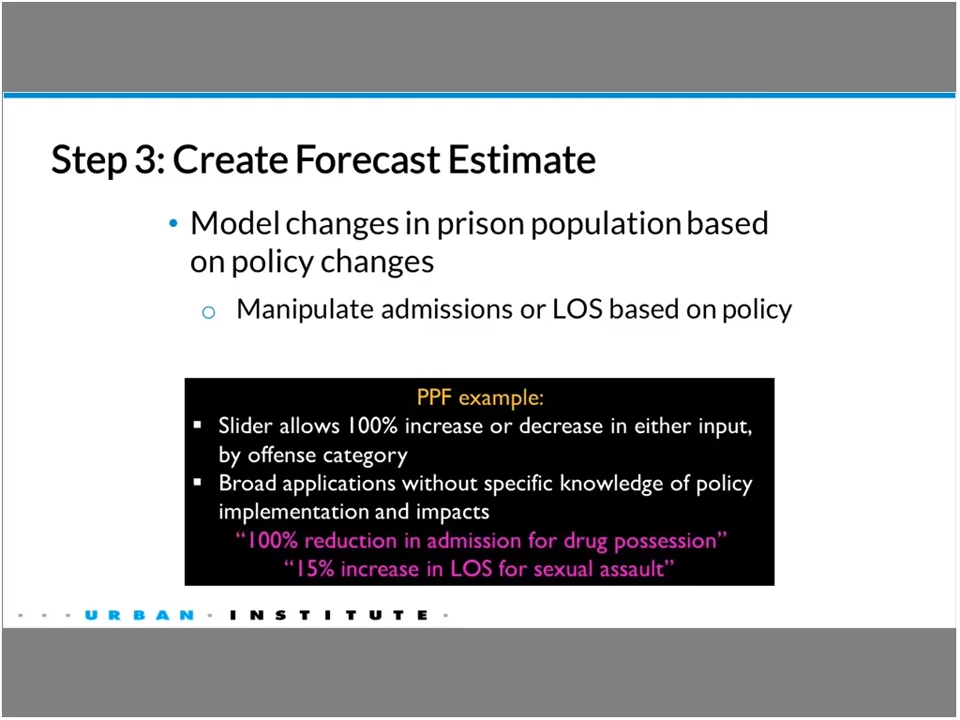 Step 3: Create Forecast Estimate
• Model changes in prison population based
on policy changes
o Manipulate admissions or LOS based on policy
PPF example:
▪ Slider allows 100% increase or decrease in either input,
by offense category
▪ Broad applications without specific knowledge of policy
implementation and impacts
“100% reduction in admission for drug possession”
“15% increase in LOS for sexual assault”
· · · URBAN · INSTITUTE ·